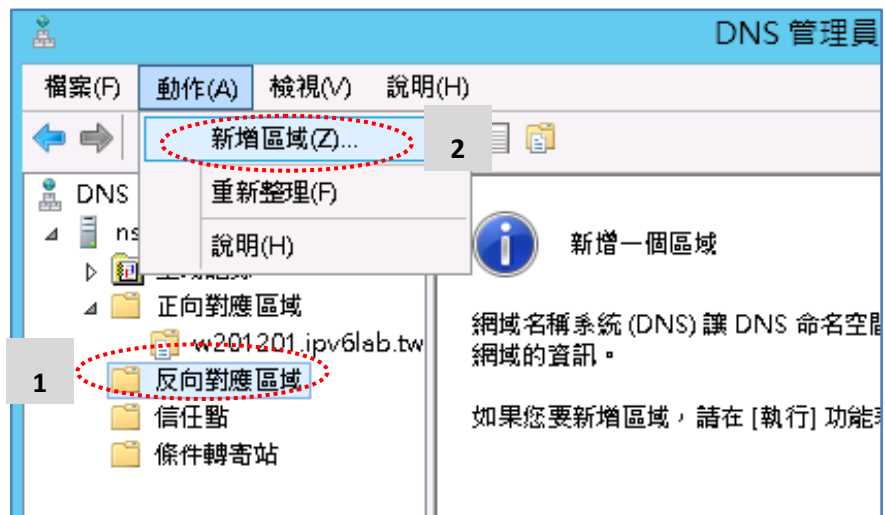 DNS 管理員
檔案(F) 動作(A) 檢視(V) 說明(H)
新增區域(Z)...
2
重新整理(F)
說明(H)
DNS
ns
正向對應區域
w201201.ipv6lab.tw
1
反向對應區域
信任點
條件轉寄站
新增一個區域
網域名稱系統 (DNS) 讓 DNS 命名空間
網域的資訊。
如果您要新增區域，請在 [執行] 功能